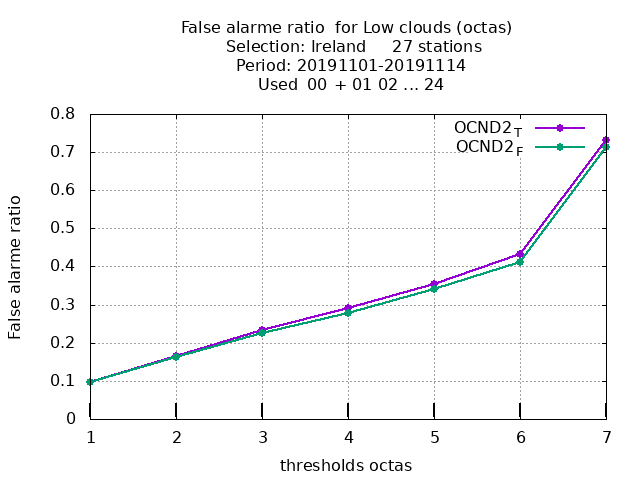 False alarme ratio  for Low clouds (octas)
Selection: Ireland     27 stations
Period: 20191101-20191114
Used  00 + 01 02 ... 24
OCND2_T
OCND2_F
False alarme ratio
0.8
0.7
0.6
0.5
0.4
0.3
0.2
0.1
0
1 2 3 4 5 6 7
thresholds octas